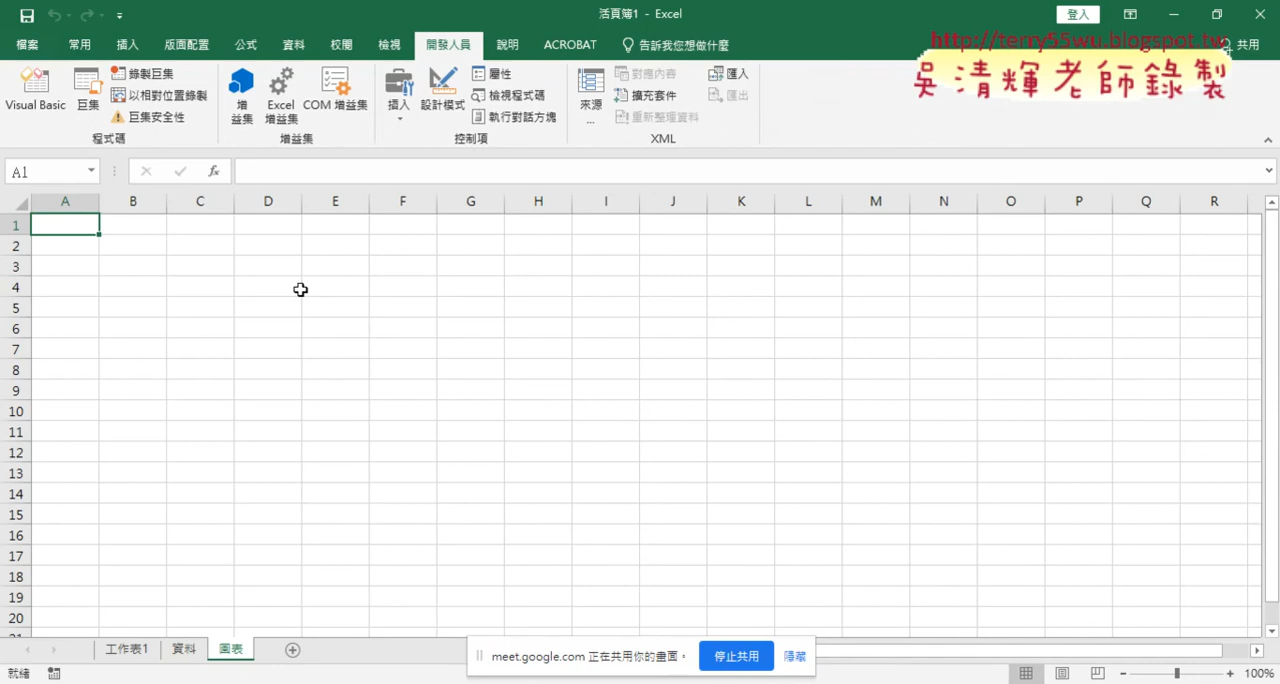 活頁簿1 - Excel
登入
檔案 常用 插入 版面配置 公式 資料 校閱 檢視 開發人員 說明 ACROBAT 告訴我您想做什麼 共用
http://terry55wu.blogspot.tw
吳清輝老師錄製
Visual Basic
巨集
錄製巨集
以相對位置錄製
巨集安全性
程式碼
增益集
Excel 增益集
COM 增益集
增益集
插入
設計模式
屬性
檢視程式碼
執行對話方塊
控制項
來源
...
對應內容
擴充套件
重新整理資料
匯入
匯出
XML
A1
fx
A B C D E F G H I J K L M N O P Q R
1
2
3
4
5
6
7
8
9
10
11
12
13
14
15
16
17
18
19
20
21
工作表1 資料 圖表
meet.google.com 正在共用你的畫面。 停止共用 隱藏
就緒
100%